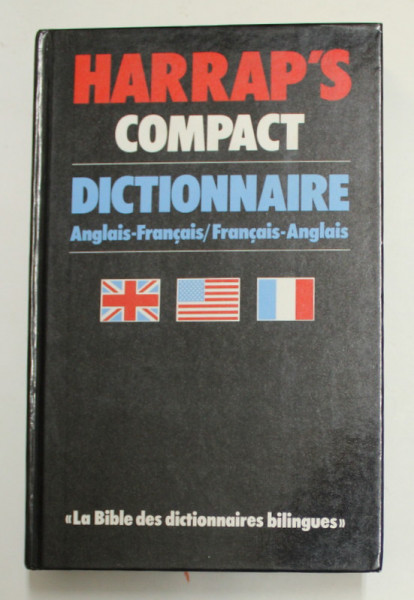 HARRAP'S
COMPACT
DICTIONNAIRE
Anglais-Français/Français-Anglais
«La Bible des dictionnaires bilingues»